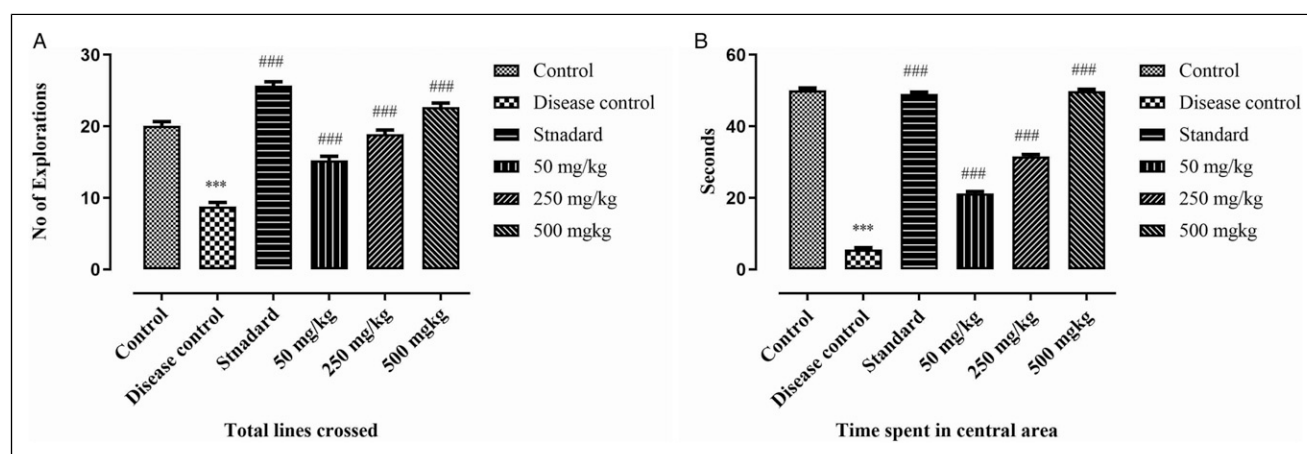 A
No of Explorations
30
20
10
0
###
***
###
###
###
Control
Disease control
Stnadard
50 mg/kg
250 mg/kg
500 mgkg
Control
Disease control
Stnadard
50 mg/kg
250 mg/kg
500 mgkg
Total lines crossed
B
Seconds
60
40
20
0
***
###
###
###
###
Control
Disease control
Standard
50 mg/kg
250 mg/kg
500 mgkg
Control
Disease control
Standard
50 mg/kg
250 mg/kg
500 mgkg
Time spent in central area